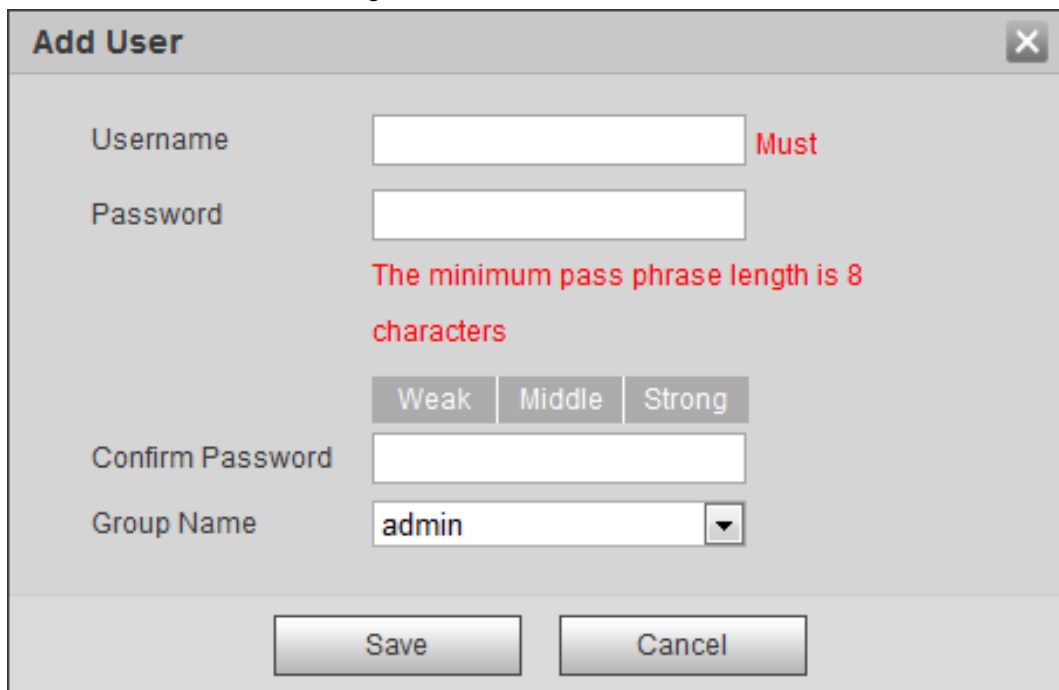 Add User
Username
Must
Password
The minimum pass phrase length is 8
characters
Weak Middle Strong
Confirm Password
Group Name
admin
Save Cancel